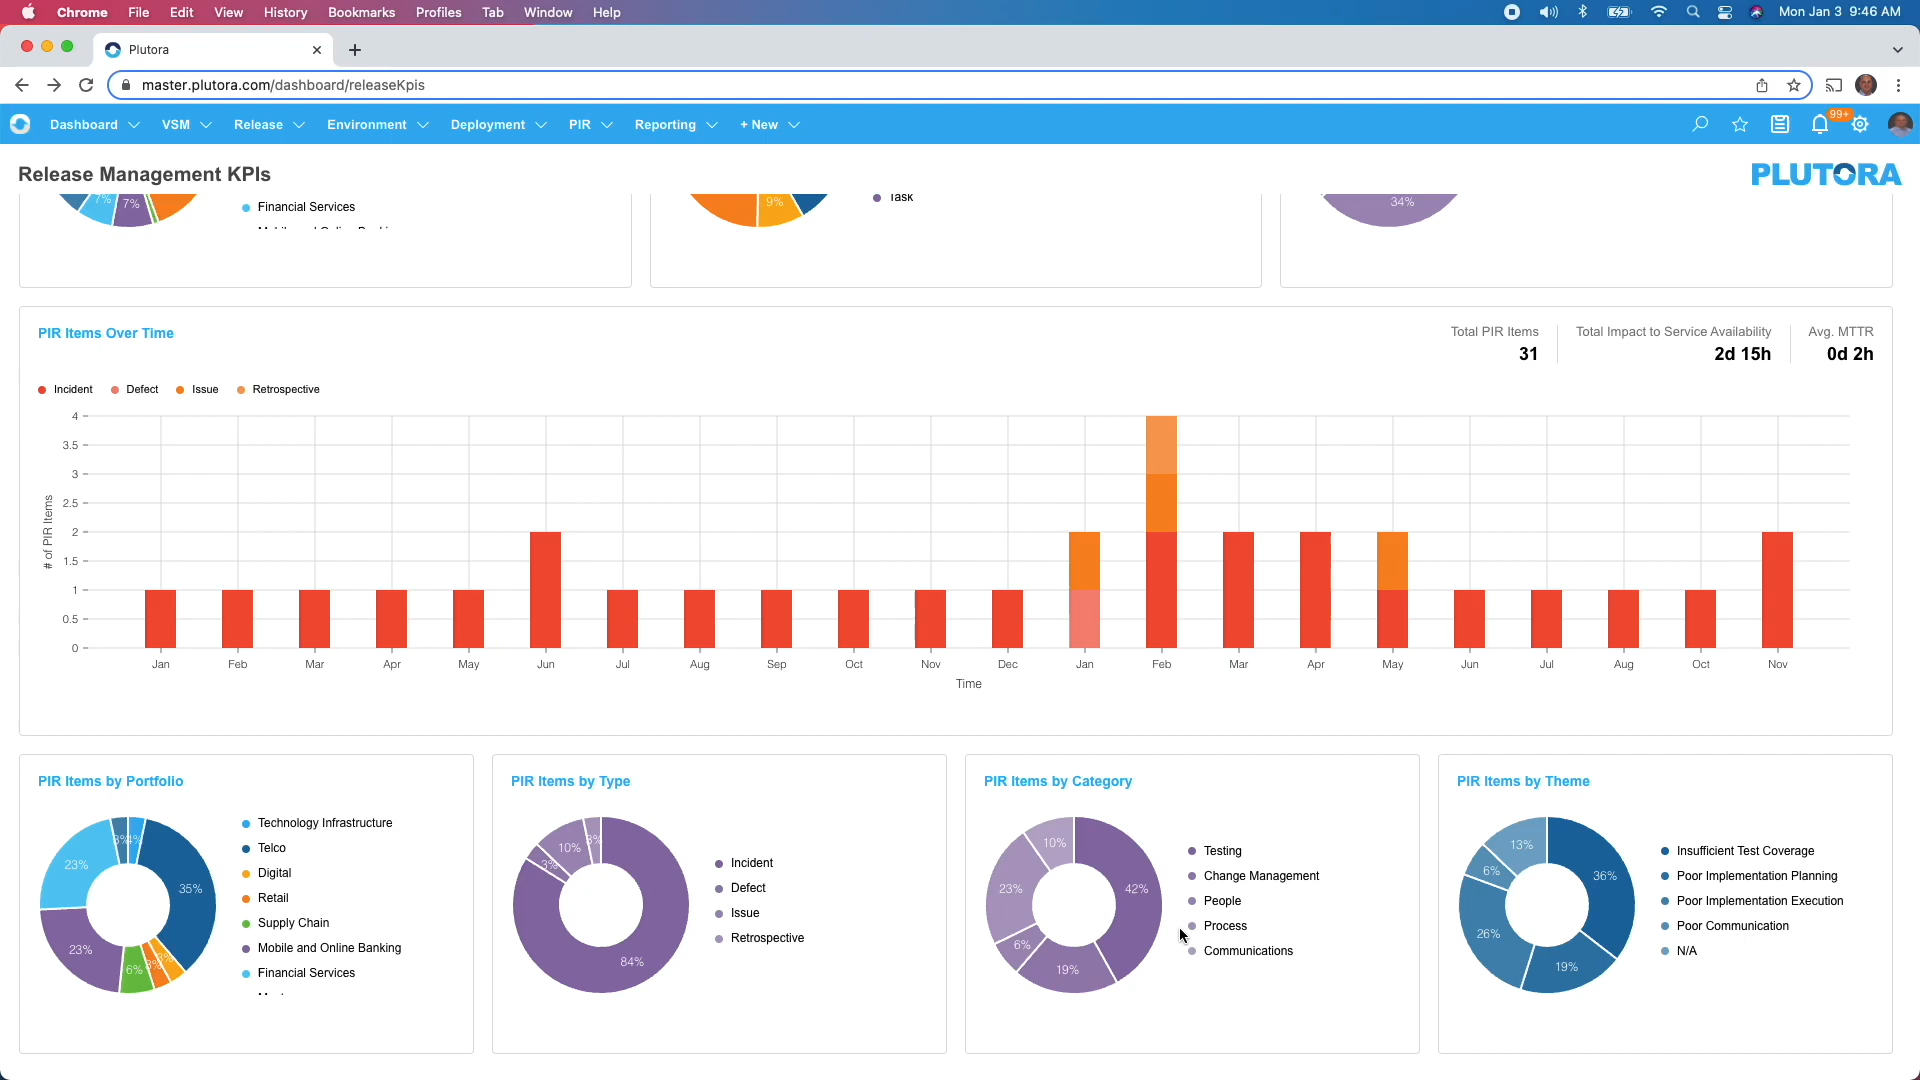 Chrome File Edit View History Bookmarks Profiles Tab Window Help Mon Jan 3 9:46 AM
Plutora
master.plutora.com/dashboard/releaseKpis
Dashboard VSM Release Environment Deployment PIR Reporting + New 99+
Release Management KPIs PLUTORA
7% 7% Financial Services 9% Task 34%
PIR Items Over Time
Total PIR Items Total Impact to Service Availability Avg. MTTR
31 2d 15h 0d 2h
Incident Defect Issue Retrospective
# of PIR Items
4
3.5
3
2.5
2
1.5
1
0.5
0
Jan Feb Mar Apr May Jun Jul Aug Sep Oct Nov Dec Jan Feb Mar Apr May Jun Jul Aug Oct Nov
Time
PIR Items by Portfolio
3% 4% 35% 3% 3% 6% 23% 23%
Technology Infrastructure
Telco
Digital
Retail
Supply Chain
Mobile and Online Banking
Financial Services
PIR Items by Type
84% 3% 10% 3%
Incident
Defect
Issue
Retrospective
PIR Items by Category
42% 19% 6% 23% 10%
Testing
Change Management
People
Process
Communications
PIR Items by Theme
36% 19% 26% 6% 13%
Insufficient Test Coverage
Poor Implementation Planning
Poor Implementation Execution
Poor Communication
N/A